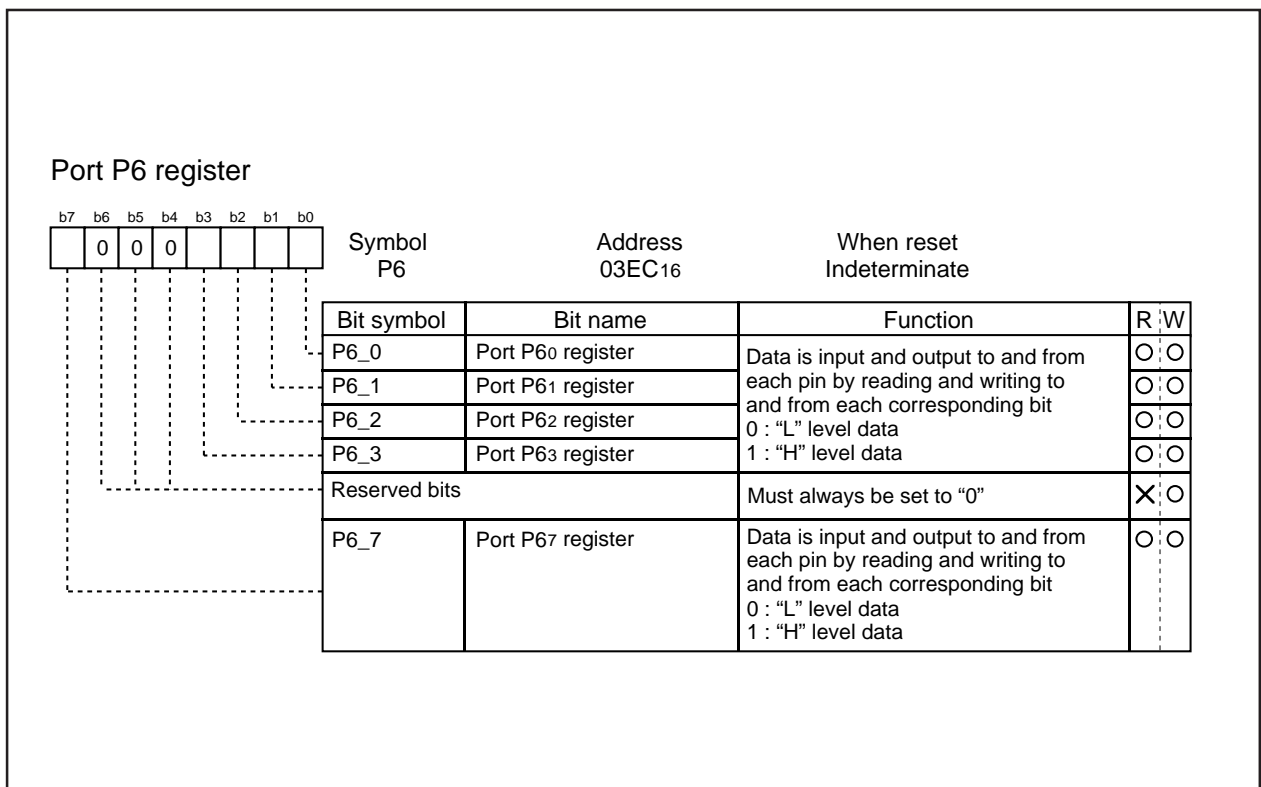 Port P6 register
b7 b6 b5 b4 b3 b2 b1 b0
0 0 0
Symbol Address When reset
P6 03EC16 Indeterminate
Bit symbol Bit name Function R W
P6_0 Port P60 register
P6_1 Port P61 register
P6_2 Port P62 register
P6_3 Port P63 register
Data is input and output to and from
each pin by reading and writing to
and from each corresponding bit
0 : “L” level data
1 : “H” level data
Reserved bits Must always be set to “0”
P6_7 Port P67 register
Data is input and output to and from
each pin by reading and writing to
and from each corresponding bit
0 : “L” level data
1 : “H” level data